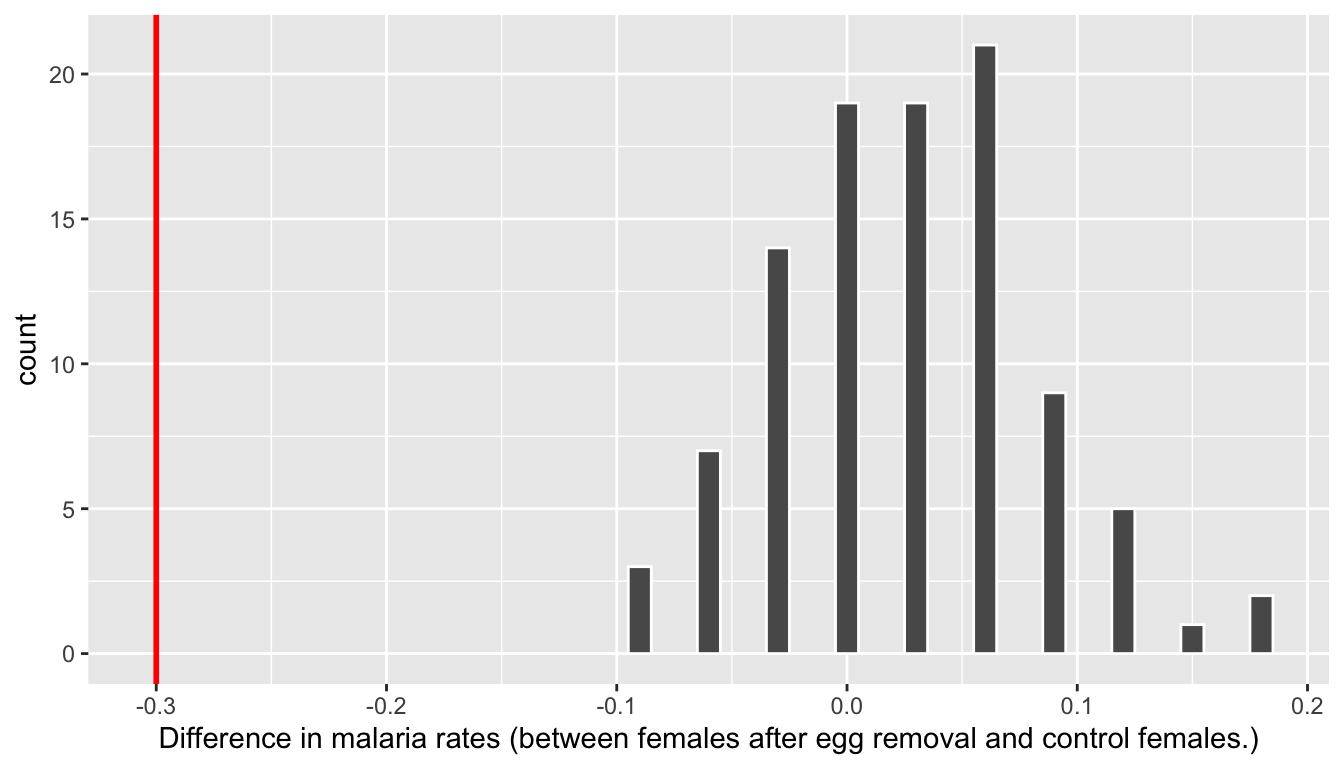 count
20
15
10
5
0
-0.3 -0.2 -0.1 0.0 0.1 0.2
Difference in malaria rates (between females after egg removal and control females.)